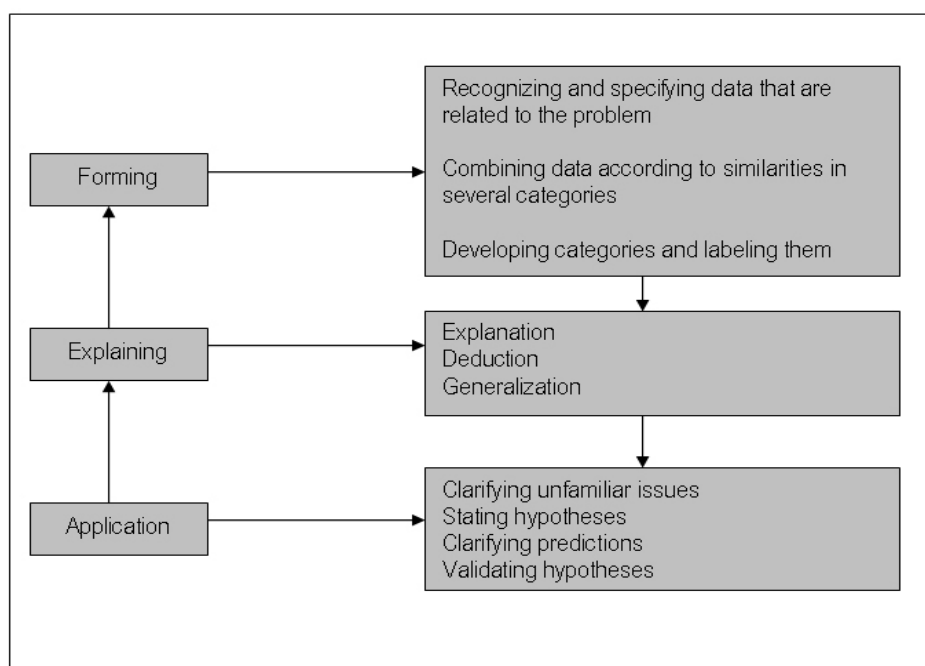 Forming
Recognizing and specifying data that are
related to the problem
Combining data according to similarities in
several categories
Developing categories and labeling them
Explaining
Explanation
Deduction
Generalization
Application
Clarifying unfamiliar issues
Stating hypotheses
Clarifying predictions
Validating hypotheses